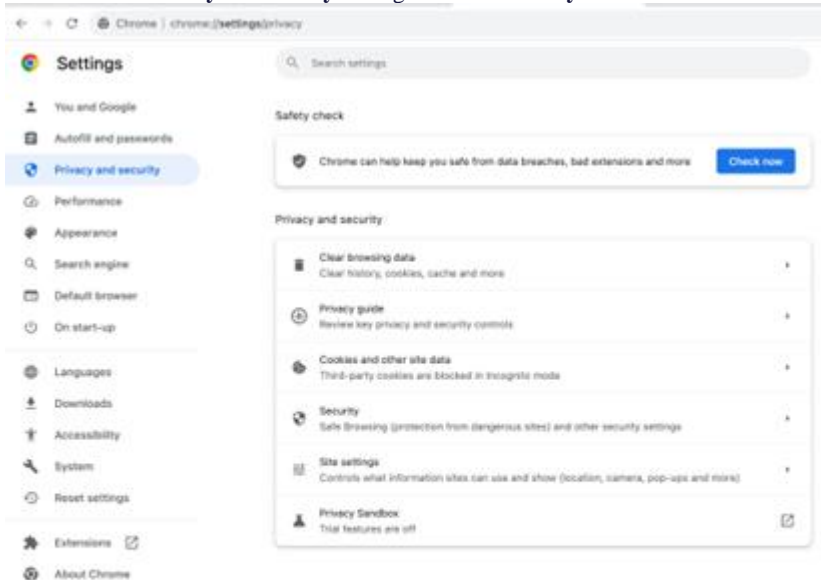 Chrome | chrome://settings/privacy
Settings
Search settings
You and Google
Autofill and passwords
Privacy and security
Performance
Appearance
Search engine
Default browser
On start-up
Languages
Downloads
Accessibility
System
Reset settings
Extensions
About Chrome
Safety check
Chrome can help keep you safe from data breaches, bad extensions and more
Check now
Privacy and security
Clear browsing data
Clear history, cookies, cache and more
Privacy guide
Review key privacy and security controls
Cookies and other site data
Third-party cookies are blocked in Incognito mode
Security
Safe Browsing (protection from dangerous sites) and other security settings
Site settings
Controls what information sites can use and show (location, camera, pop-ups and more)
Privacy Sandbox
Trial features are off